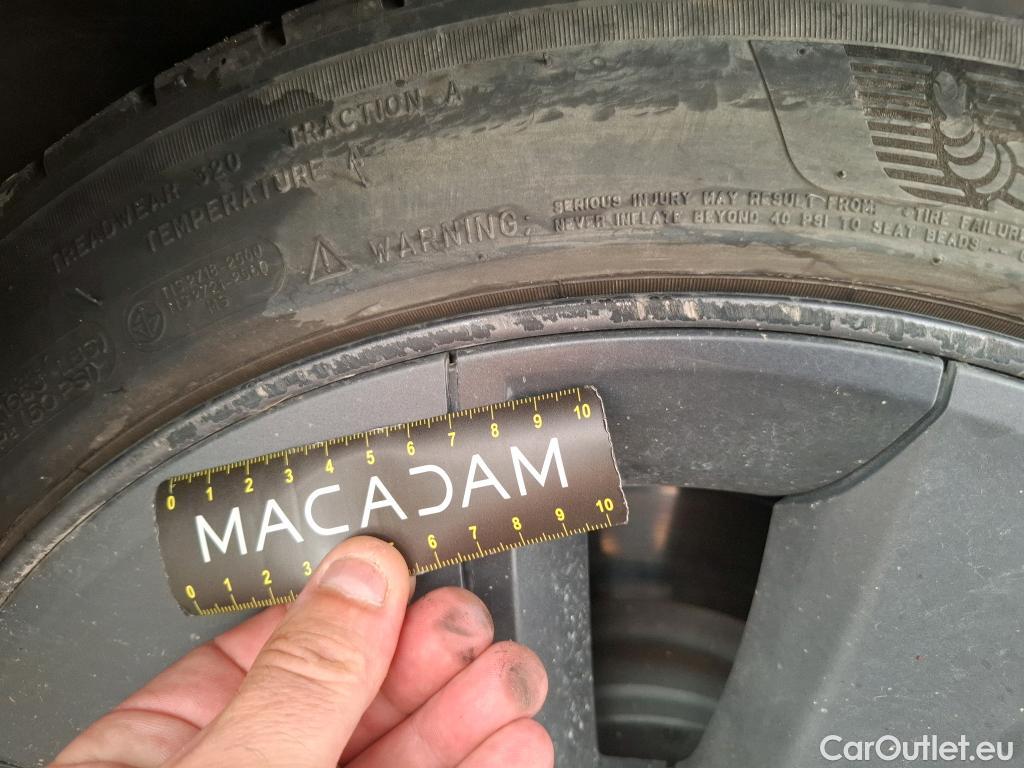 TREADWEAR 320 TRACTION A
TEMPERATURE A
WARNING:
SERIOUS INJURY MAY RESULT FROM: •TIRE FAILURE
NEVER INFLATE BEYOND 40 PSI TO SEAT BEADS ...
0 1 2 3 4 5 6 7 8 9 10
MACADAM
0 1 2 3 6 7 8 9 10
CarOutlet.eu